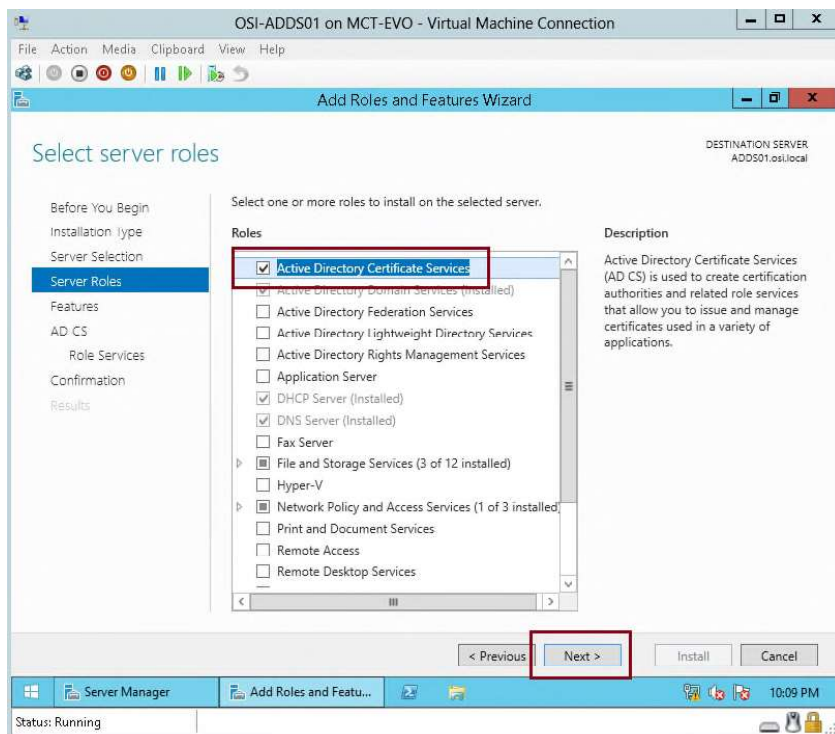 OSI-ADDS01 on MCT-EVO - Virtual Machine Connection
File Action Media Clipboard View Help
Add Roles and Features Wizard
Select server roles
DESTINATION SERVER
ADDS01.osi.local
Before You Begin
Installation Type
Server Selection
Server Roles
Features
AD CS
Role Services
Confirmation
Results
Select one or more roles to install on the selected server.
Roles
Active Directory Certificate Services
Active Directory Domain Services (Installed)
Active Directory Federation Services
Active Directory Lightweight Directory Services
Active Directory Rights Management Services
Application Server
DHCP Server (Installed)
DNS Server (Installed)
Fax Server
File and Storage Services (3 of 12 installed)
Hyper-V
Network Policy and Access Services (1 of 3 installed
Print and Document Services
Remote Access
Remote Desktop Services
Description
Active Directory Certificate Services
(AD CS) is used to create certification
authorities and related role services
that allow you to issue and manage
certificates used in a variety of
applications.
< Previous
Next >
Install
Cancel
Server Manager
Add Roles and Featu...
10:09 PM
Status: Running